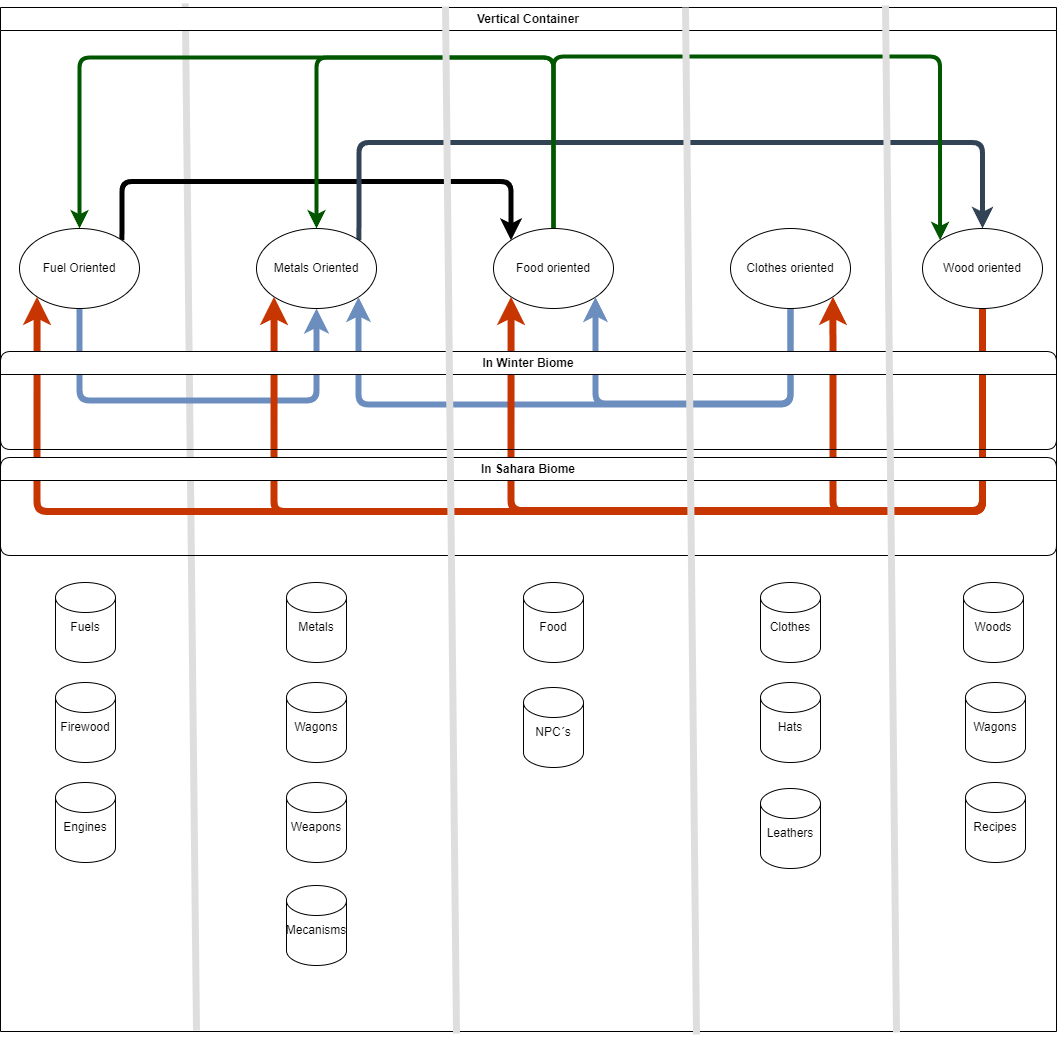 Vertical Container
Fuel Oriented
Metals Oriented
Food oriented
Clothes oriented
Wood oriented
In Winter Biome
In Sahara Biome
Fuels
Metals
Food
Clothes
Woods
Firewood
Wagons
NPC´s
Hats
Wagons
Engines
Weapons
Leathers
Recipes
Mecanisms